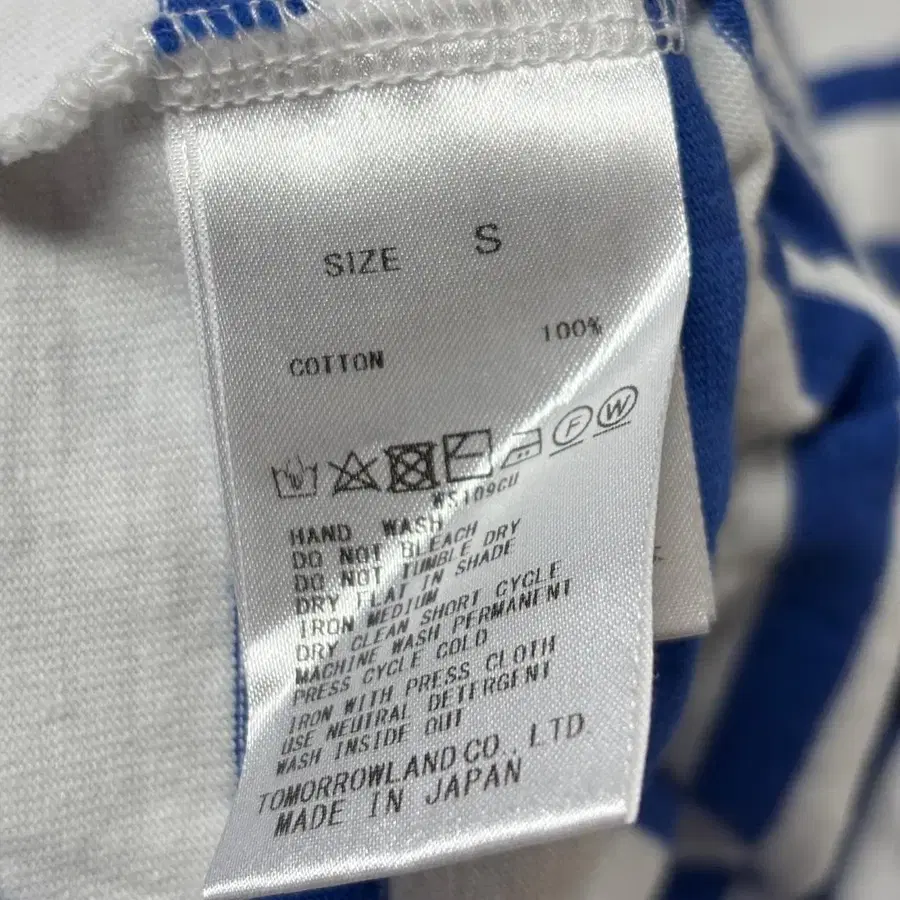 SIZE S
COTTON 100%
F W
WS109CU
HAND WASH
DO NOT BLEACH
DO NOT TUMBLE DRY
DRY FLAT IN SHADE
IRON MEDIUM
DRY CLEAN SHORT CYCLE
MACHINE WASH PERMANENT
PRESS CYCLE COLD
IRON WITH PRESS CLOTH
USE NEUTRAL DETERGENT
WASH INSIDE OUT
TOMORROWLAND CO., LTD.
MADE IN JAPAN